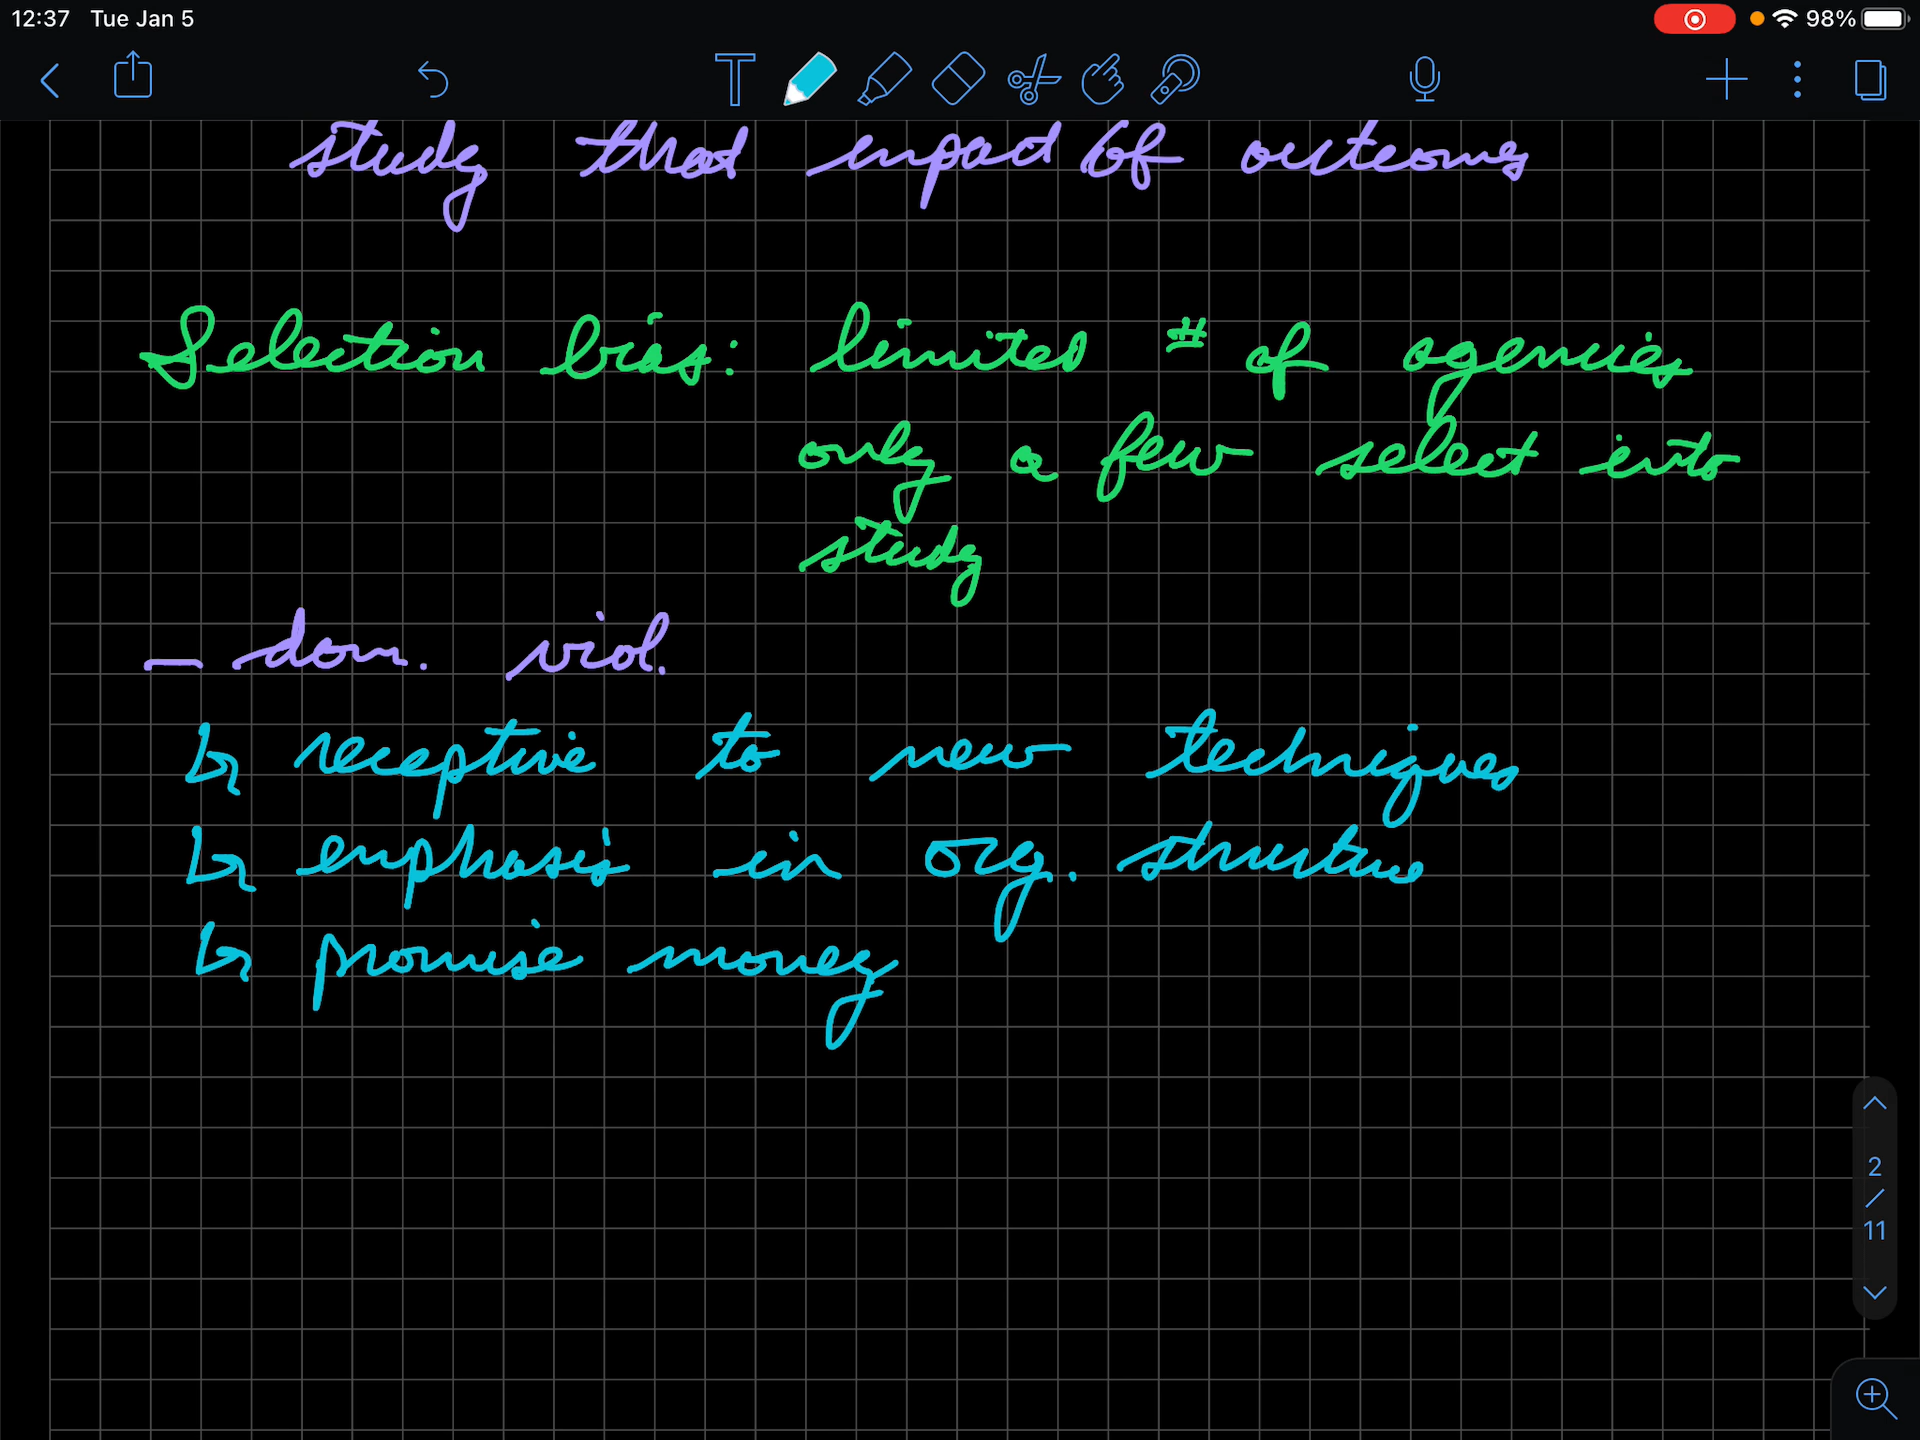 12:37 Tue Jan 5 98%
study that impact of outcomes
Selection bias: limited # of agencies
only a few select into
study
- dom. viol.
↳ receptive to new techniques
↳ emphasis in org. structure
↳ promise money
2
/
11